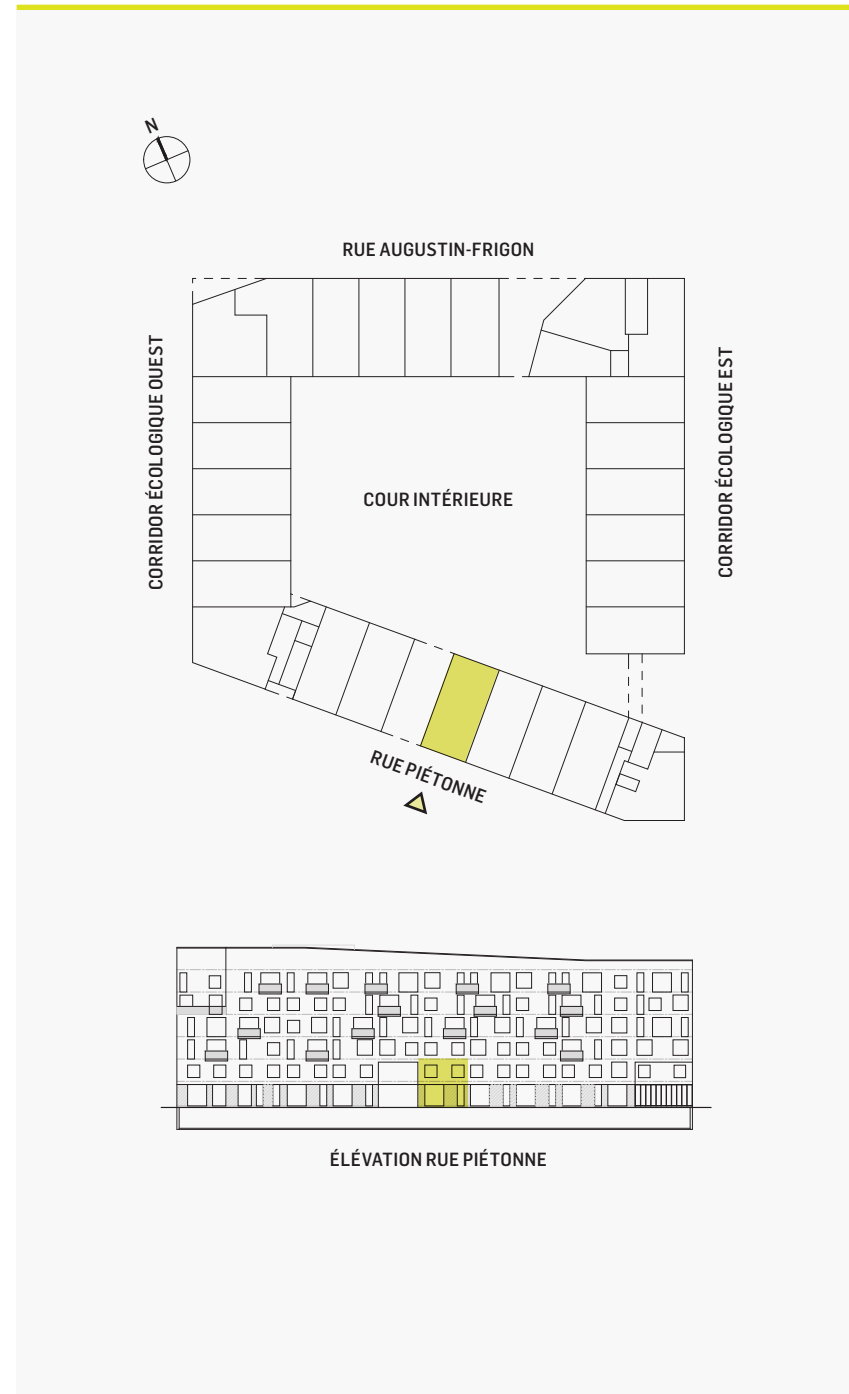 N
RUE AUGUSTIN-FRIGON
CORRIDOR ÉCOLOGIQUE OUEST
CORRIDOR ÉCOLOGIQUE EST
COUR INTÉRIEURE
RUE PIÉTONNE
ÉLÉVATION RUE PIÉTONNE